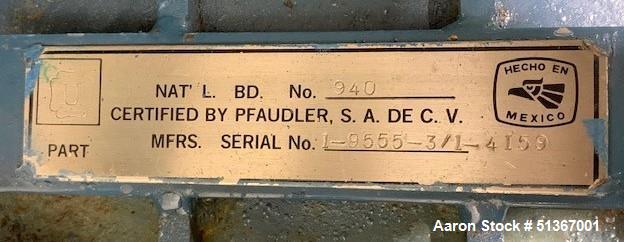 U
PART
NAT'L. BD. No. 940
CERTIFIED BY PFAUDLER, S. A. DE C. V.
MFRS. SERIAL No. 1-9555-3/1-4159
HECHO EN
MEXICO
Aaron Stock # 51367001